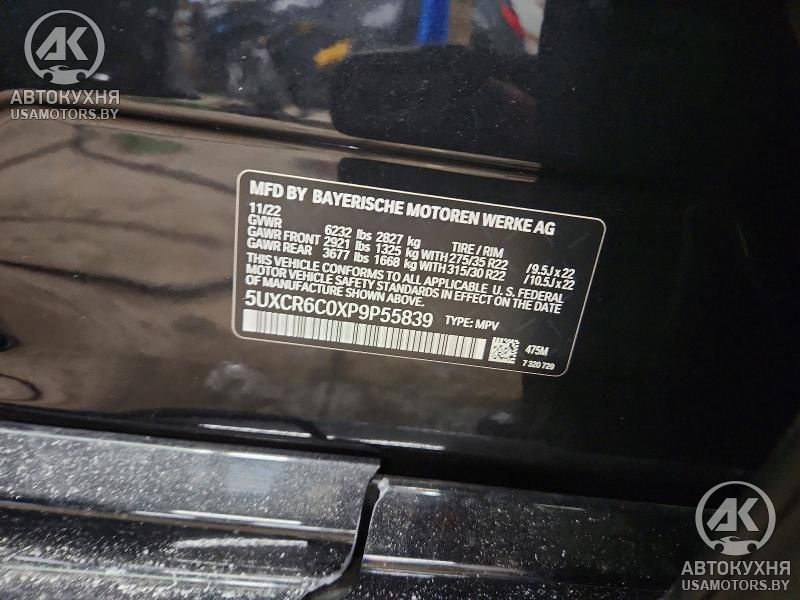 AK
АВТОКУХНЯ
USAMOTORS.BY
MFD BY BAYERISCHE MOTOREN WERKE AG
11/22
GVWR 6232 lbs 2827 kg TIRE / RIM
GAWR FRONT 2921 lbs 1325 kg WITH 275/35 R22 /9.5J x 22
GAWR REAR 3677 lbs 1668 kg WITH 315/30 R22 /10.5J x 22
THIS VEHICLE CONFORMS TO ALL APPLICABLE U. S. FEDERAL
MOTOR VEHICLE SAFETY STANDARDS IN EFFECT ON THE DATE
OF MANUFACTURE SHOWN ABOVE.
5UXCR6C0XP9P55839 TYPE: MPV
475M
7 320 729
AK
АВТОКУХНЯ
USAMOTORS.BY